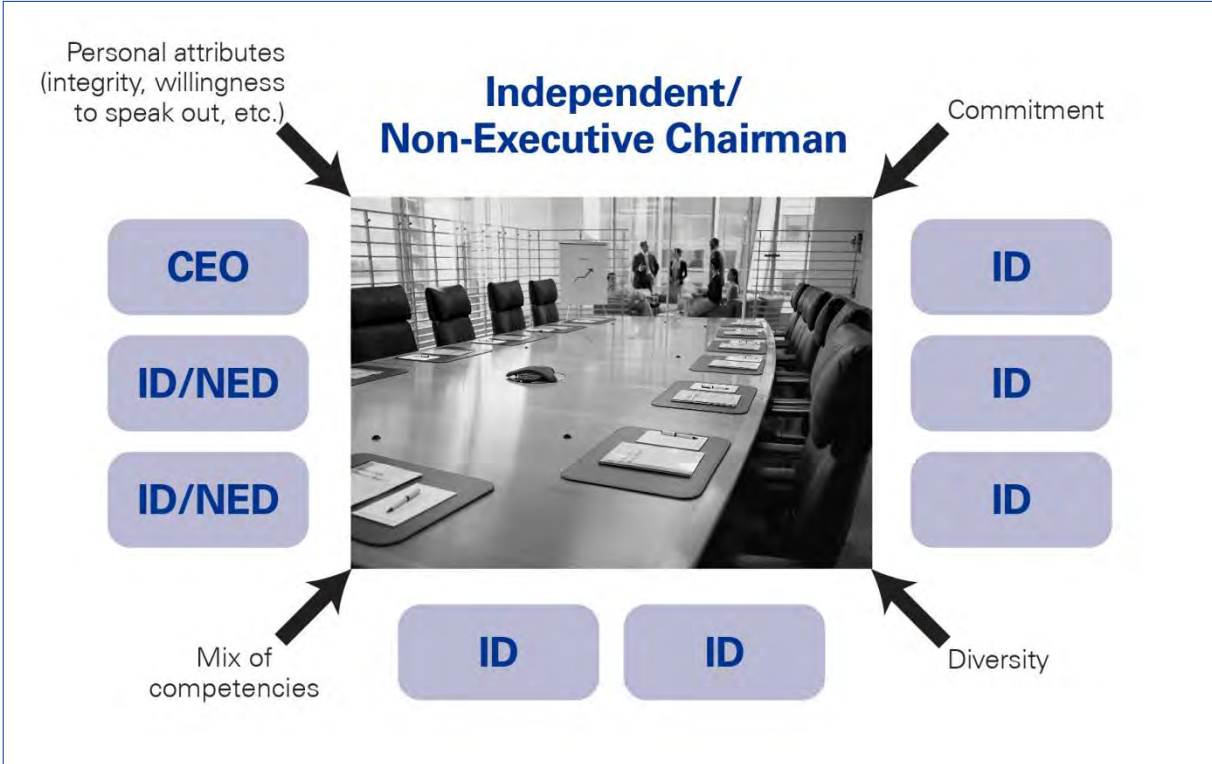 Personal attributes
(integrity, willingness
to speak out, etc.)
Independent/
Non-Executive Chairman
Commitment
CEO
ID/NED
ID/NED
ID
ID
ID
Mix of
competencies
ID
ID
Diversity